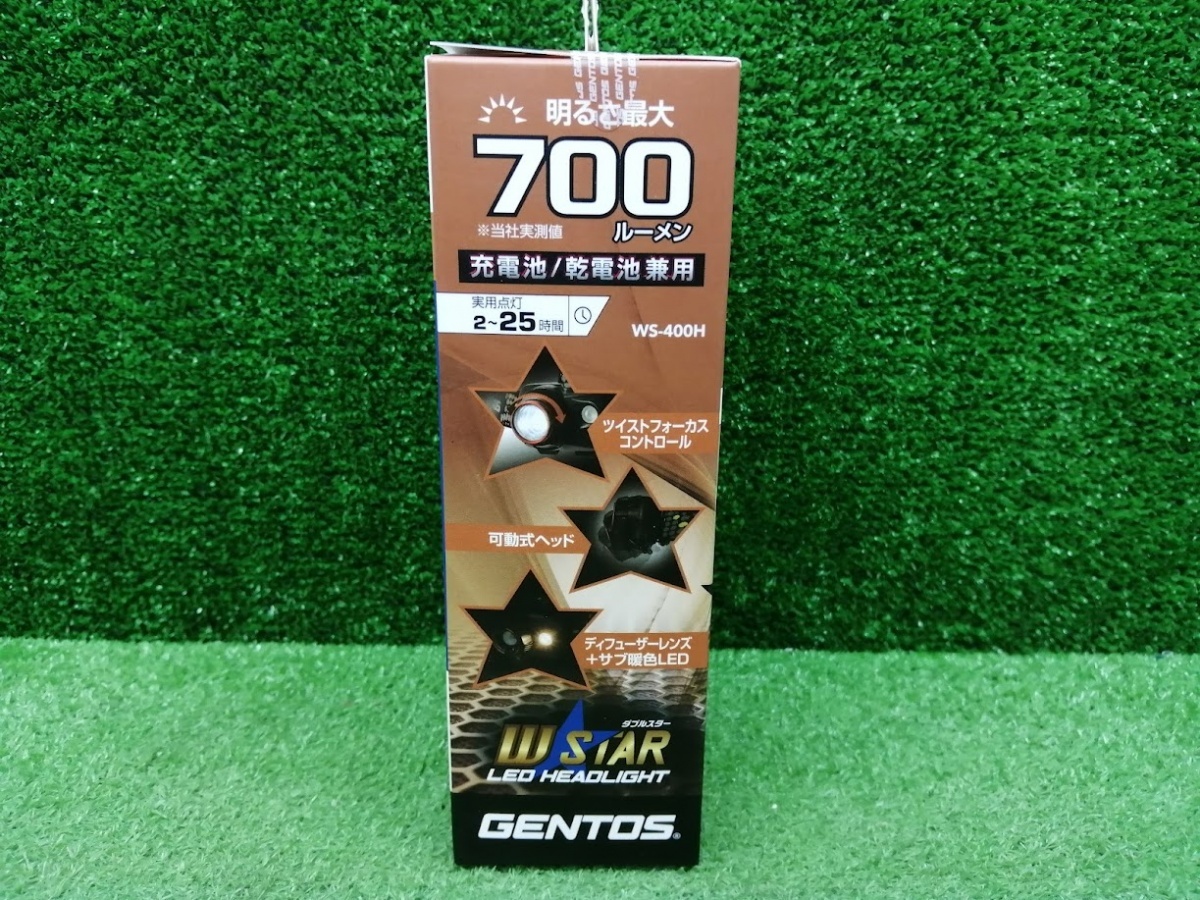 GENTOS
明るさ最大
700
※当社実測値 ルーメン
充電池/乾電池兼用
実用点灯
2~25時間
WS-400H
ツイストフォーカス
コントロール
可動式ヘッド
ディフューザーレンズ
+サブ暖色LED
ダブルスター
W STAR
LED HEADLIGHT
GENTOS®